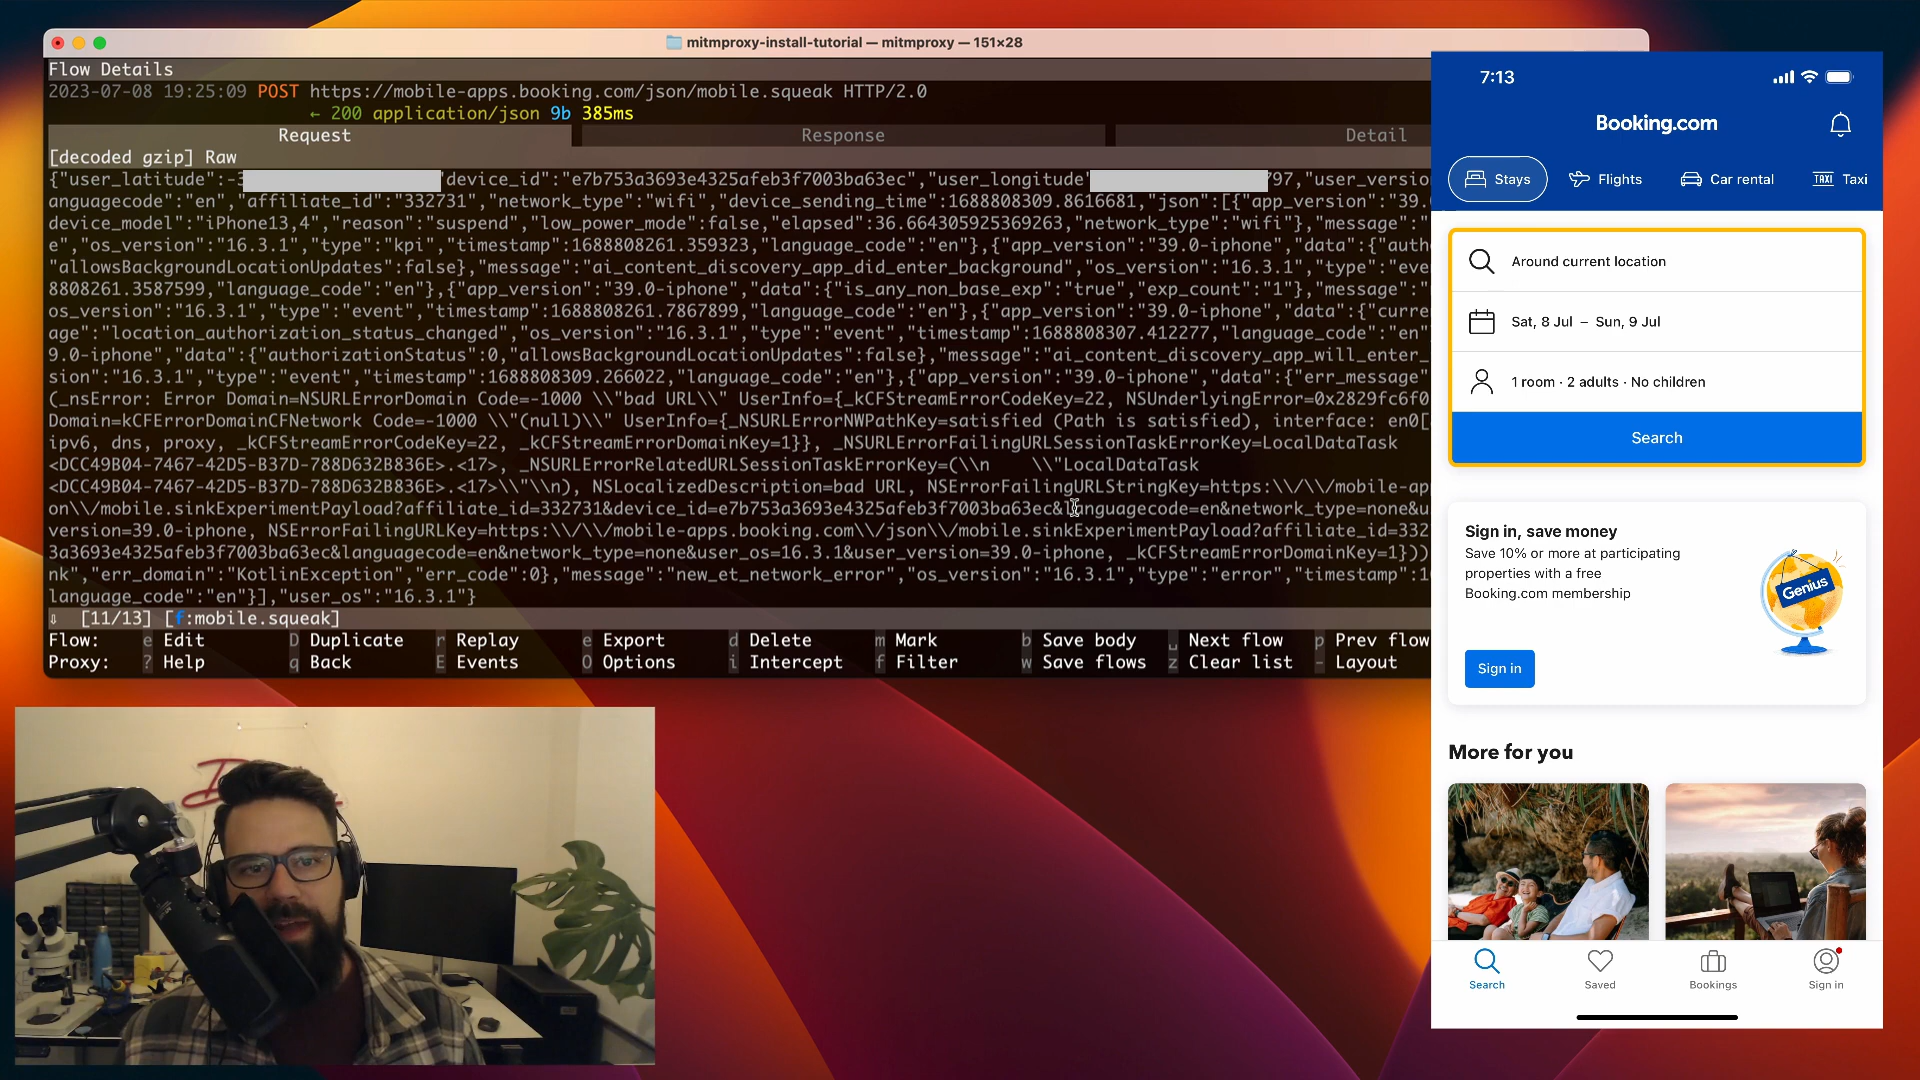 mitmproxy-install-tutorial — mitmproxy — 151×28
Flow Details
2023-07-08 19:25:09 POST https://mobile-apps.booking.com/json/mobile.squeak HTTP/2.0
← 200 application/json 9b 385ms
Request Response Detail
[decoded gzip] Raw
{"user_latitude":-3 "device_id":"e7b753a3693e4325afeb3f7003ba63ec","user_longitude" 797,"user_versio
anguagecode":"en","affiliate_id":"332731","network_type":"wifi","device_sending_time":1688808309.8616681,"json":[{"app_version":"39.
device_model":"iPhone13,4","reason":"suspend","low_power_mode":false,"elapsed":36.664305925369263,"network_type":"wifi"},"message":"
e","os_version":"16.3.1","type":"kpi","timestamp":1688808261.359323,"language_code":"en"},{"app_version":"39.0-iphone","data":{"auth
"allowsBackgroundLocationUpdates":false},"message":"ai_content_discovery_app_did_enter_background","os_version":"16.3.1","type":"eve
8808261.3587599,"language_code":"en"},{"app_version":"39.0-iphone","data":{"is_any_non_base_exp":"true","exp_count":"1"},"message":"
os_version":"16.3.1","type":"event","timestamp":1688808261.7867899,"language_code":"en"},{"app_version":"39.0-iphone","data":{"curre
age":"location_authorization_status_changed","os_version":"16.3.1","type":"event","timestamp":1688808307.412277,"language_code":"en"
9.0-iphone","data":{"authorizationStatus":0,"allowsBackgroundLocationUpdates":false},"message":"ai_content_discovery_app_will_enter_
sion":"16.3.1","type":"event","timestamp":1688808309.266022,"language_code":"en"},{"app_version":"39.0-iphone","data":{"err_message"
(_nsError: Error Domain=NSURLErrorDomain Code=-1000 \\"bad URL\\" UserInfo={_kCFStreamErrorCodeKey=22, NSUnderlyingError=0x2829fc6f0
Domain=kCFErrorDomainCFNetwork Code=-1000 \\"(null)\\" UserInfo={_NSURLErrorNWPathKey=satisfied (Path is satisfied), interface: en0[
ipv6, dns, proxy, _kCFStreamErrorCodeKey=22, _kCFStreamErrorDomainKey=1}}, _NSURLErrorFailingURLSessionTaskErrorKey=LocalDataTask
<DCC49B04-7467-42D5-B37D-788D632B836E>.<17>, _NSURLErrorRelatedURLSessionTaskErrorKey=(\\n    \\"LocalDataTask
<DCC49B04-7467-42D5-B37D-788D632B836E>.<17>\\"\\n), NSLocalizedDescription=bad URL, NSErrorFailingURLStringKey=https:\\/\\/mobile-ap
on\\/mobile.sinkExperimentPayload?affiliate_id=332731&device_id=e7b753a3693e4325afeb3f7003ba63ec&languagecode=en&network_type=none&u
version=39.0-iphone, NSErrorFailingURLKey=https:\\/\\/mobile-apps.booking.com\\/json\\/mobile.sinkExperimentPayload?affiliate_id=332
3a3693e4325afeb3f7003ba63ec&languagecode=en&network_type=none&user_os=16.3.1&user_version=39.0-iphone, _kCFStreamErrorDomainKey=1}))
nk","err_domain":"KotlinException","err_code":0},"message":"new_et_network_error","os_version":"16.3.1","type":"error","timestamp":1
language_code":"en"}],"user_os":"16.3.1"}
⇩ [11/13] [f:mobile.squeak]
Flow: e Edit D Duplicate r Replay e Export d Delete m Mark b Save body ␣ Next flow p Prev flow
Proxy: ? Help q Back E Events O Options i Intercept f Filter w Save flows z Clear list - Layout
7:13
Booking.com
Stays Flights Car rental TAXI Taxi
Around current location
Sat, 8 Jul – Sun, 9 Jul
1 room · 2 adults · No children
Search
Sign in, save money
Save 10% or more at participating
properties with a free
Booking.com membership
Genius
Sign in
More for you
Search Saved Bookings Sign in